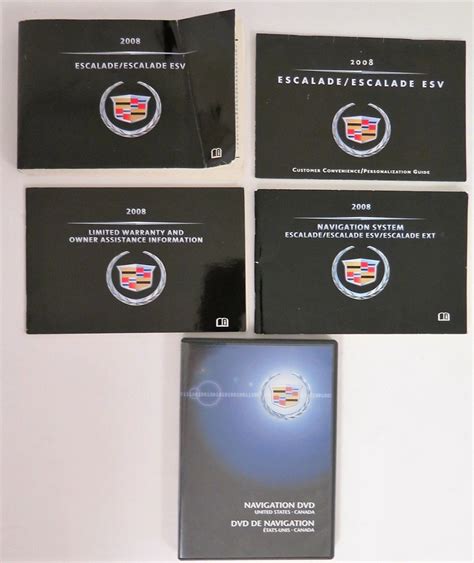 2008
ESCALADE/ESCALADE ESV
2008
ESCALADE/ESCALADE ESV
CUSTOMER CONVENIENCE/PERSONALIZATION GUIDE
2008
LIMITED WARRANTY AND
OWNER ASSISTANCE INFORMATION
2008
NAVIGATION SYSTEM
ESCALADE/ESCALADE ESV/ESCALADE EXT
NAVIGATION DVD
UNITED STATES - CANADA
DVD DE NAVIGATION
ÉTATS-UNIS - CANADA